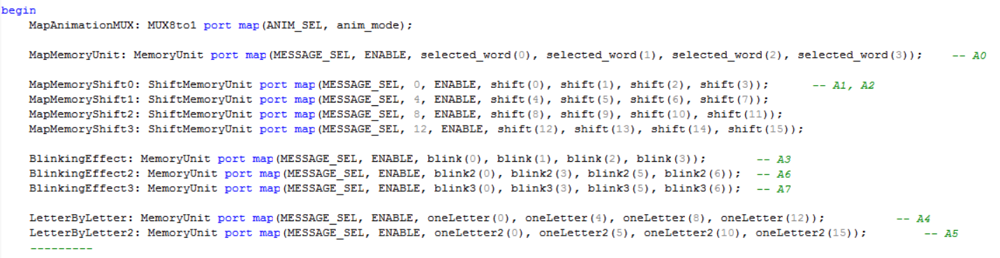 begin
MapAnimationMUX: MUX8to1 port map(ANIM_SEL, anim_mode);
MapMemoryUnit: MemoryUnit port map(MESSAGE_SEL, ENABLE, selected_word(0), selected_word(1), selected_word(2), selected_word(3)); -- A0
MapMemoryShift0: ShiftMemoryUnit port map(MESSAGE_SEL, 0, ENABLE, shift(0), shift(1), shift(2), shift(3)); -- A1, A2
MapMemoryShift1: ShiftMemoryUnit port map(MESSAGE_SEL, 4, ENABLE, shift(4), shift(5), shift(6), shift(7));
MapMemoryShift2: ShiftMemoryUnit port map(MESSAGE_SEL, 8, ENABLE, shift(8), shift(9), shift(10), shift(11));
MapMemoryShift3: ShiftMemoryUnit port map(MESSAGE_SEL, 12, ENABLE, shift(12), shift(13), shift(14), shift(15));
BlinkingEffect: MemoryUnit port map(MESSAGE_SEL, ENABLE, blink(0), blink(1), blink(2), blink(3)); -- A3
BlinkingEffect2: MemoryUnit port map(MESSAGE_SEL, ENABLE, blink2(0), blink2(3), blink2(5), blink2(6)); -- A6
BlinkingEffect3: MemoryUnit port map(MESSAGE_SEL, ENABLE, blink3(0), blink3(3), blink3(5), blink3(6)); -- A7
LetterByLetter: MemoryUnit port map(MESSAGE_SEL, ENABLE, oneLetter(0), oneLetter(4), oneLetter(8), oneLetter(12)); -- A4
LetterByLetter2: MemoryUnit port map(MESSAGE_SEL, ENABLE, oneLetter2(0), oneLetter2(5), oneLetter2(10), oneLetter2(15)); -- A5
---------